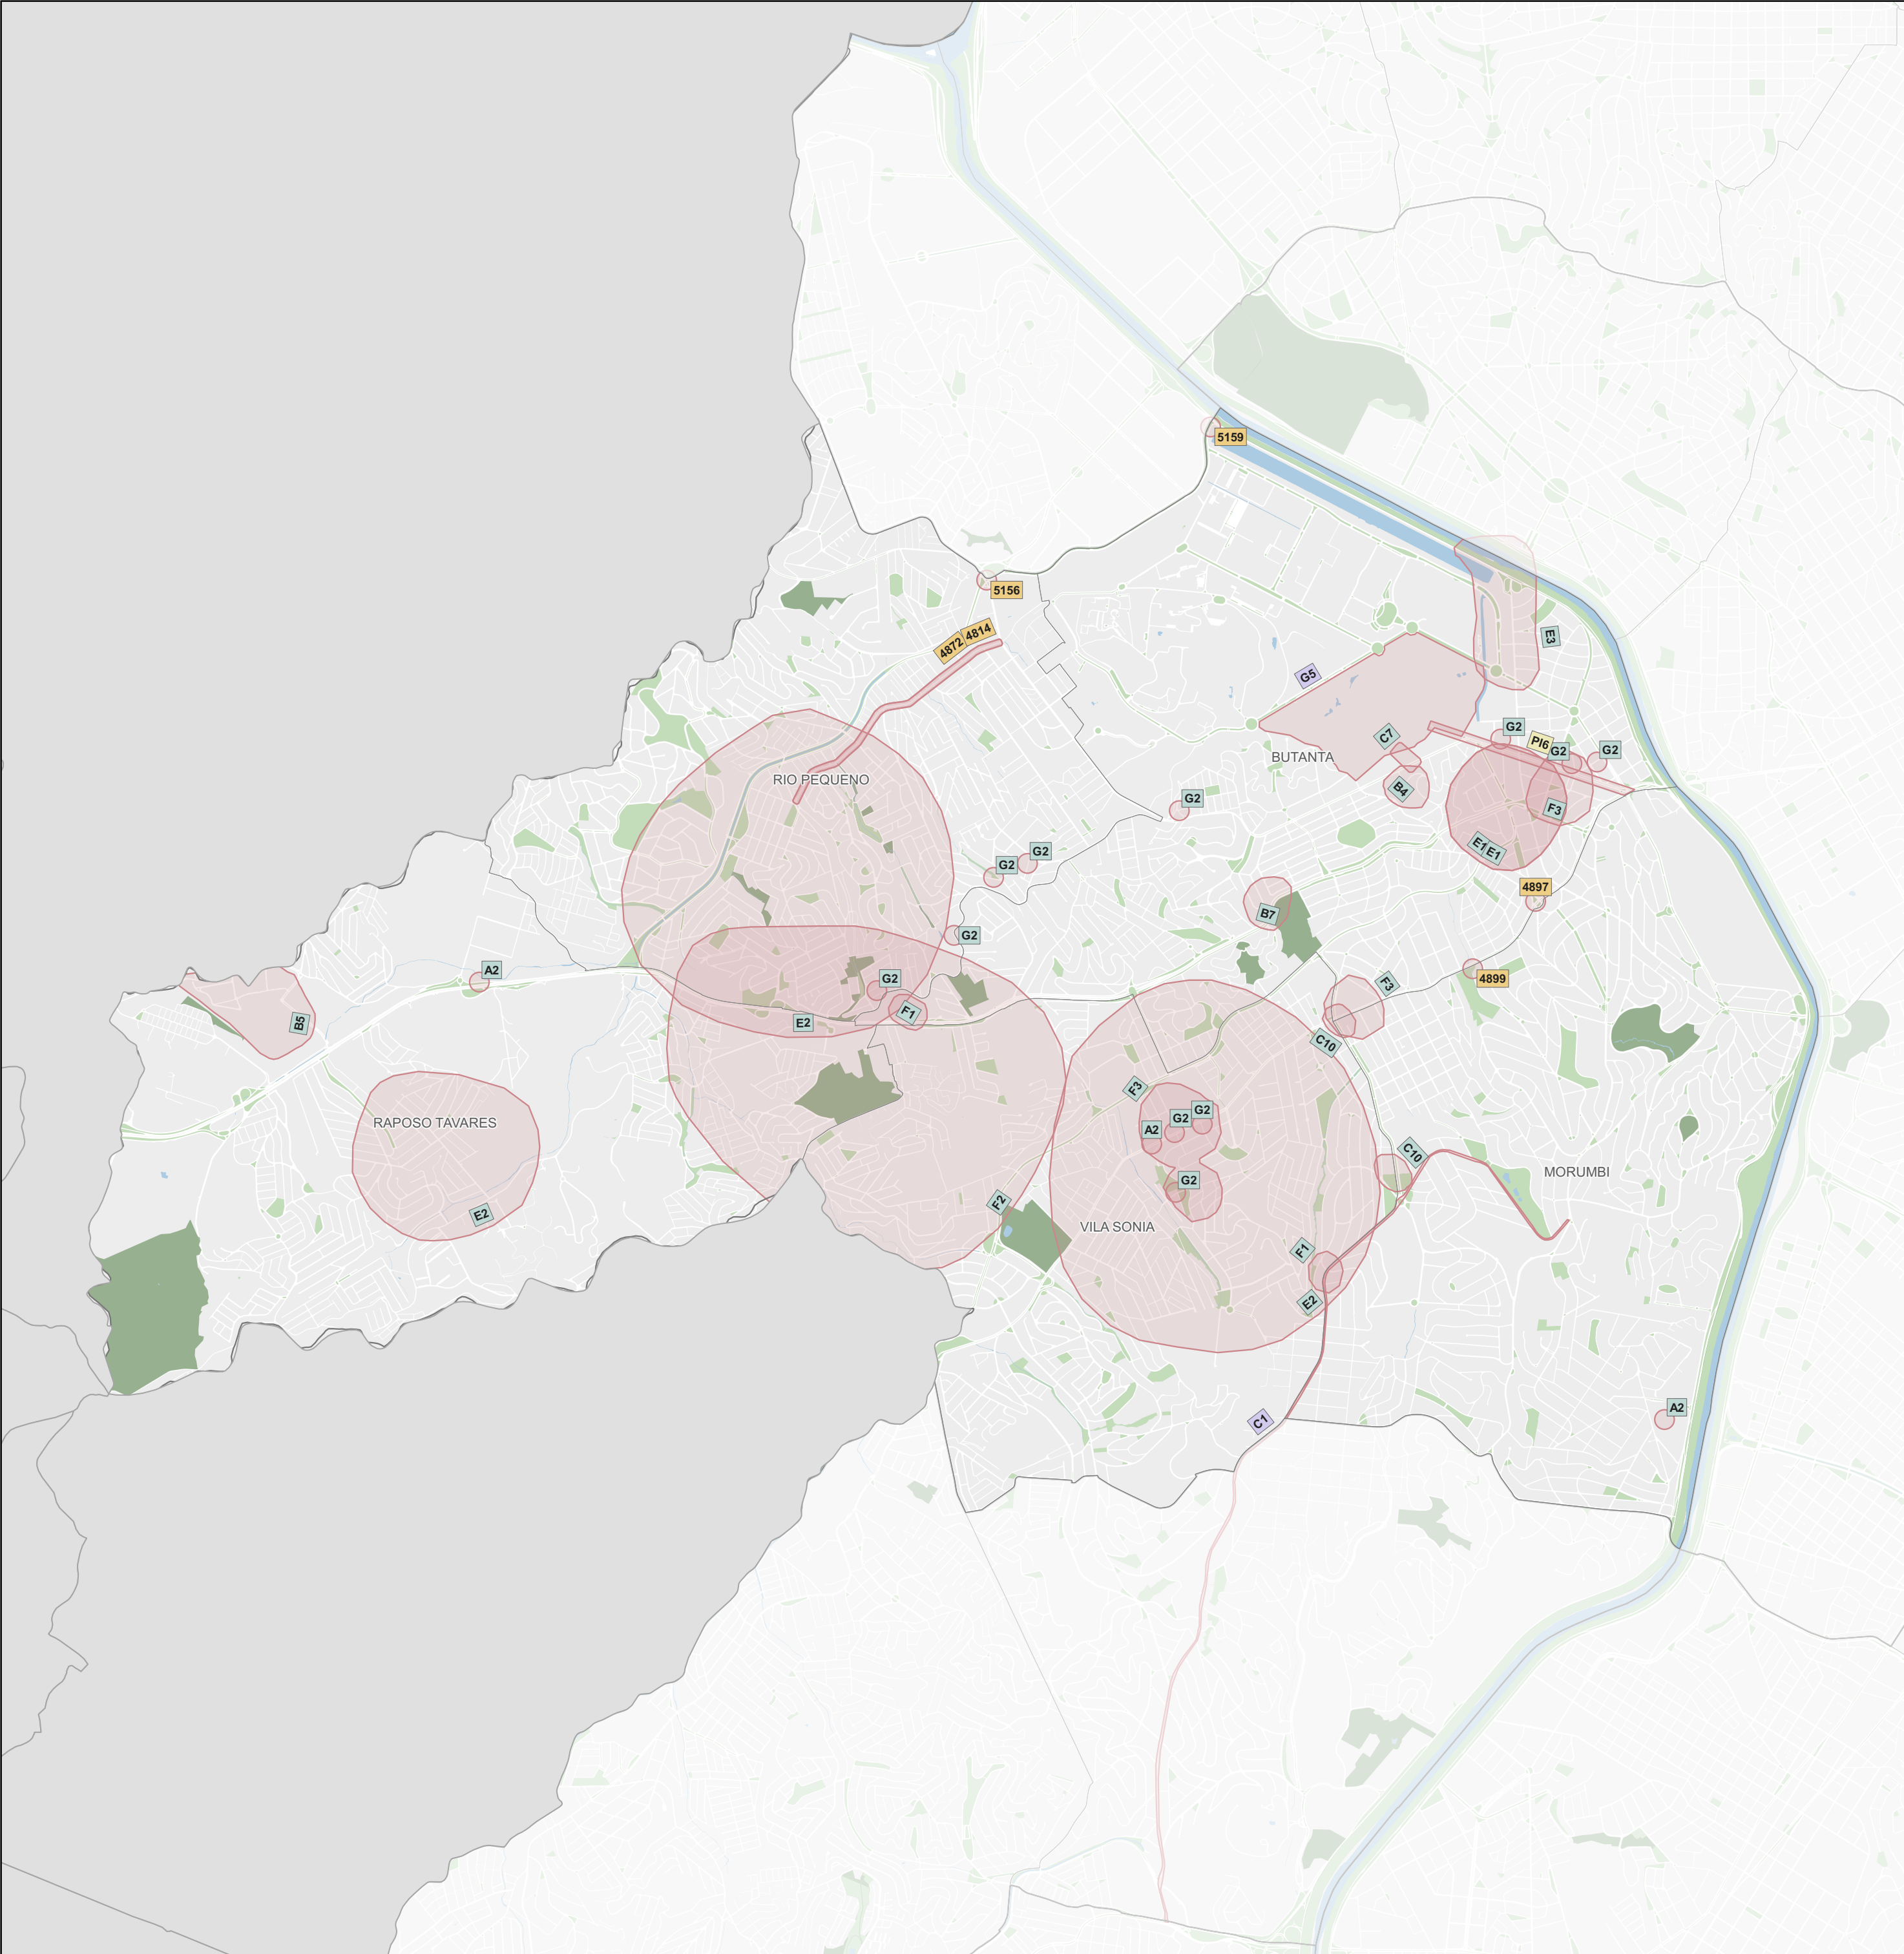 5159
5156
4872
4814
E3
G5
G2
PI6
C7
G2
G2
BUTANTA
RIO PEQUENO
B4
G2
F3
E1
E1
G2
G2
4897
B7
G2
A2
G2
4899
F3
B5
E2
F1
C10
F3
G2
G2
A2
RAPOSO TAVARES
C10
MORUMBI
G2
F2
E2
VILA SONIA
F1
E2
A2
C1